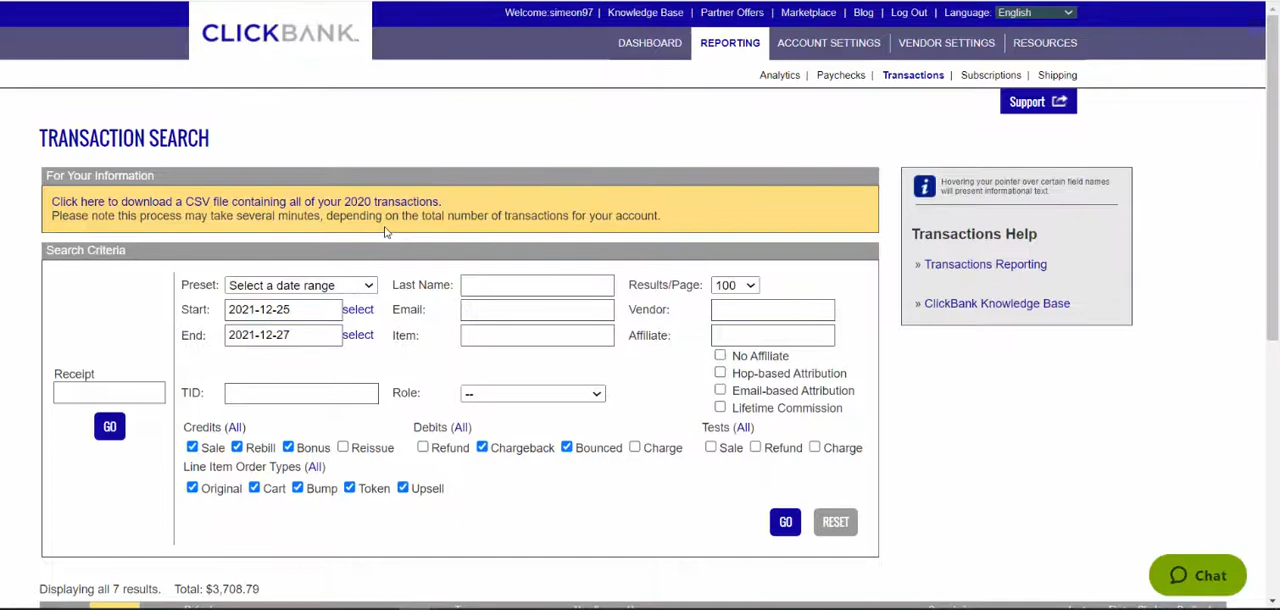 Welcome:simeon97 | Knowledge Base | Partner Offers | Marketplace | Blog | Log Out | Language: English
CLICKBANK
DASHBOARD REPORTING ACCOUNT SETTINGS VENDOR SETTINGS RESOURCES
Analytics | Paychecks | Transactions | Subscriptions | Shipping
Support
TRANSACTION SEARCH
For Your Information
Click here to download a CSV file containing all of your 2020 transactions.
Please note this process may take several minutes, depending on the total number of transactions for your account.
Hovering your pointer over certain field names
will present informational text.
Transactions Help
» Transactions Reporting
» ClickBank Knowledge Base
Search Criteria
Preset: Select a date range Last Name: Results/Page: 100
Start: 2021-12-25 select Email: Vendor:
End: 2021-12-27 select Item: Affiliate:
No Affiliate
Hop-based Attribution
Email-based Attribution
Lifetime Commission
Receipt
GO
TID: Role: --
Credits (All) Debits (All) Tests (All)
Sale Rebill Bonus Reissue Refund Chargeback Bounced Charge Sale Refund Charge
Line Item Order Types (All)
Original Cart Bump Token Upsell
GO RESET
Displaying all 7 results. Total: $3,708.79
Chat